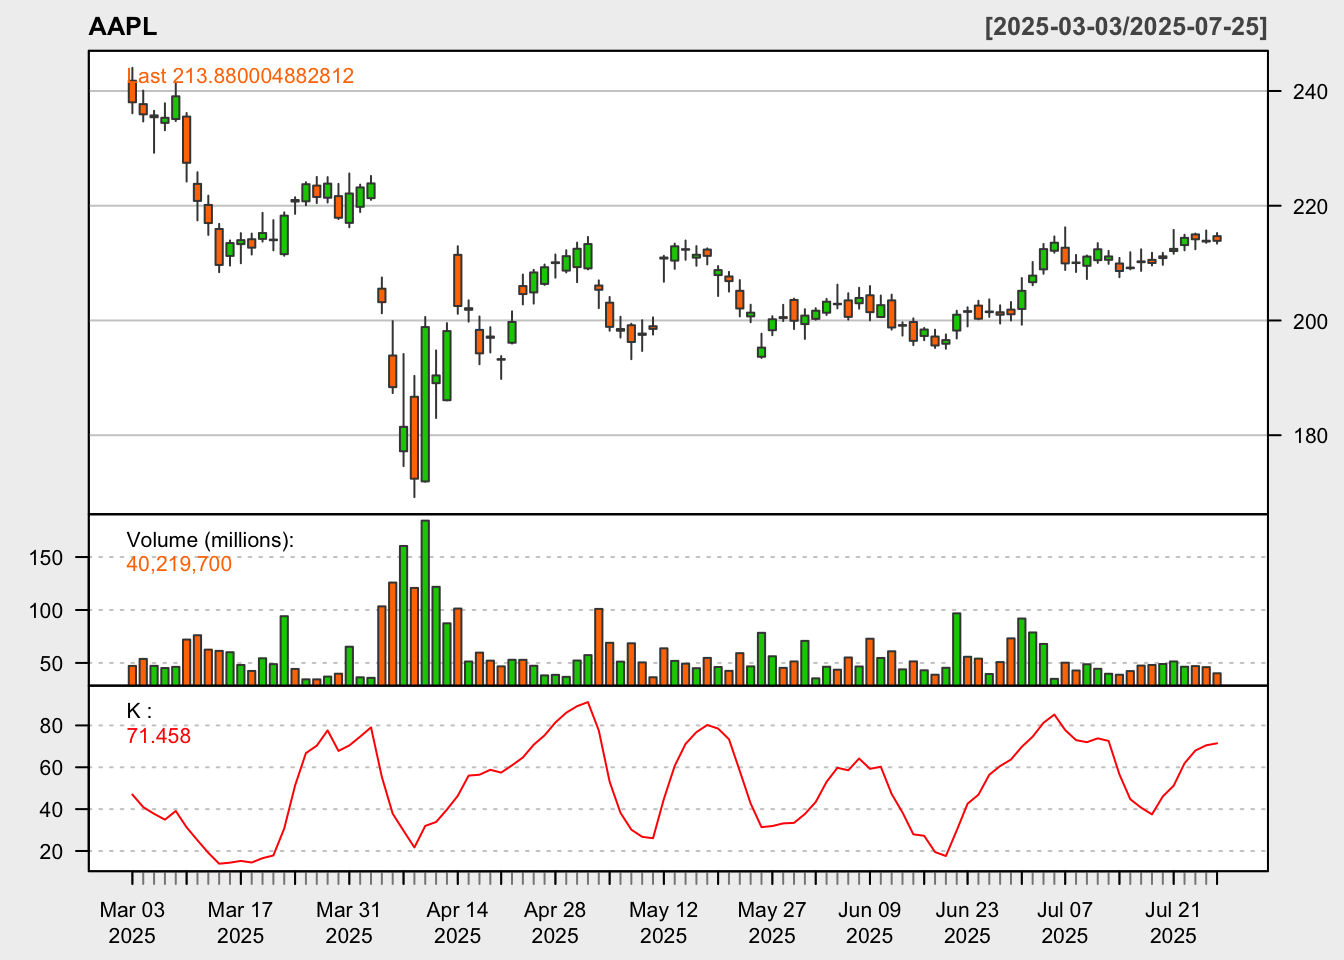 AAPL [2025-03-03/2025-07-25]
Last 213.880004882812
240
220
200
180
Volume (millions):
40,219,700
150
100
50
K :
71.458
80
60
40
20
Mar 03 Mar 17 Mar 31 Apr 14 Apr 28 May 12 May 27 Jun 09 Jun 23 Jul 07 Jul 21
2025 2025 2025 2025 2025 2025 2025 2025 2025 2025 2025